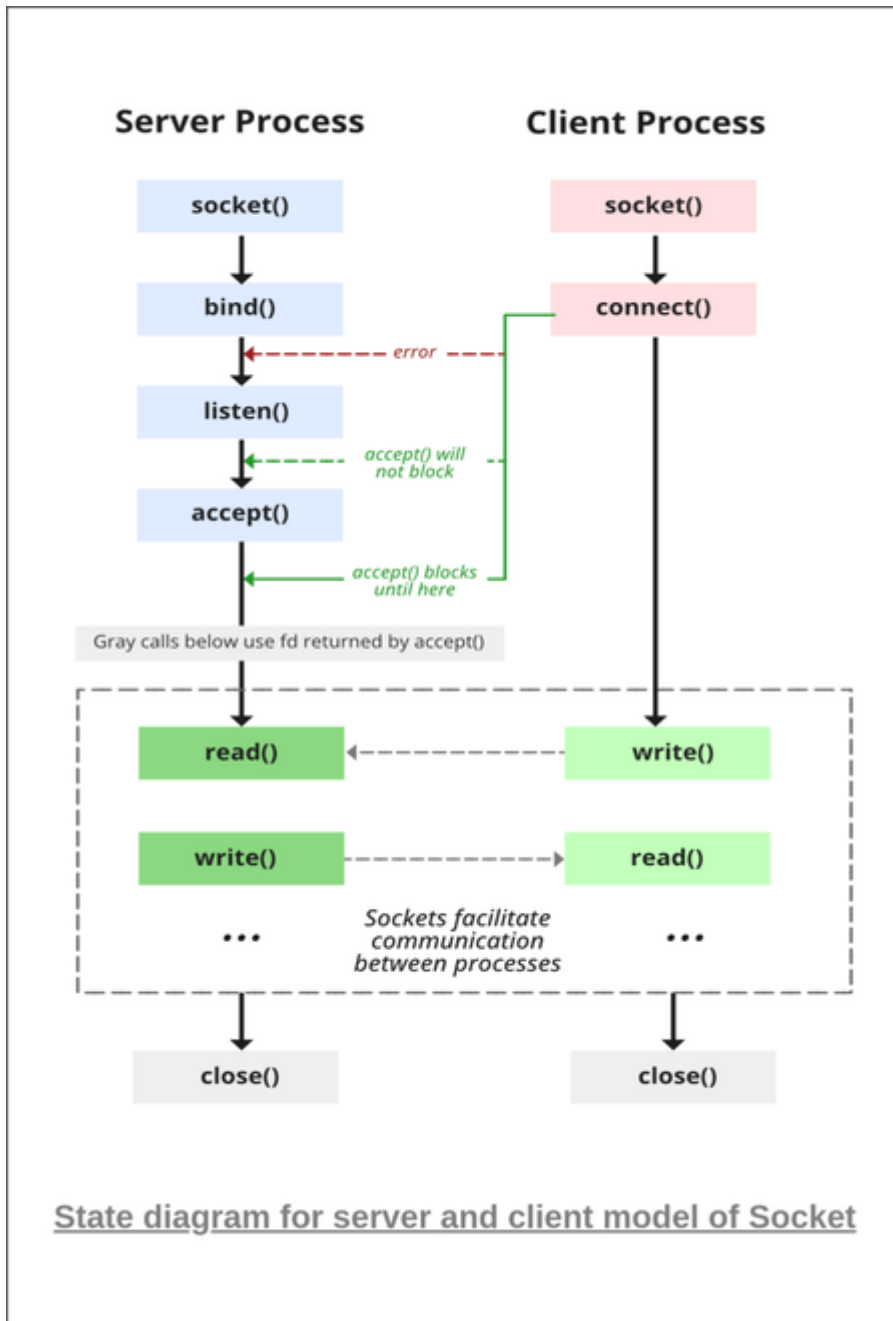 Server Process
Client Process
socket()
socket()
bind()
connect()
error
listen()
accept() will
not block
accept()
accept() blocks
until here
Gray calls below use fd returned by accept()
read()
write()
write()
read()
...
Sockets facilitate
communication
between processes
...
close()
close()
State diagram for server and client model of Socket